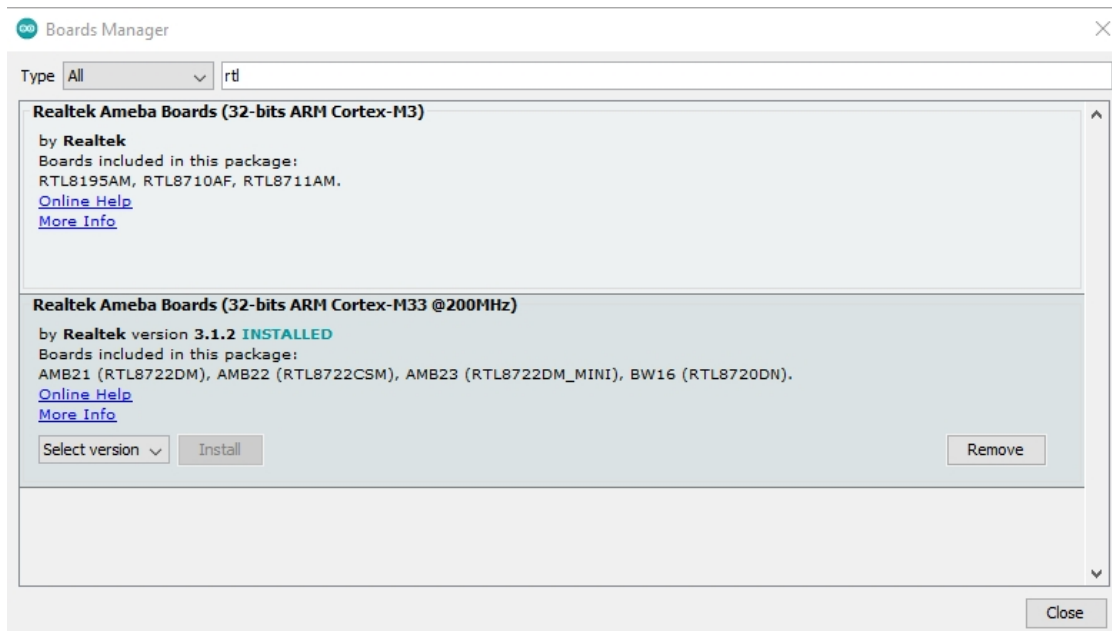 Boards Manager
Type All rtl
Realtek Ameba Boards (32-bits ARM Cortex-M3)
by Realtek
Boards included in this package:
RTL8195AM, RTL8710AF, RTL8711AM.
Online Help
More Info
Realtek Ameba Boards (32-bits ARM Cortex-M33 @200MHz)
by Realtek version 3.1.2 INSTALLED
Boards included in this package:
AMB21 (RTL8722DM), AMB22 (RTL8722CSM), AMB23 (RTL8722DM_MINI), BW16 (RTL8720DN).
Online Help
More Info
Select version Install Remove
Close